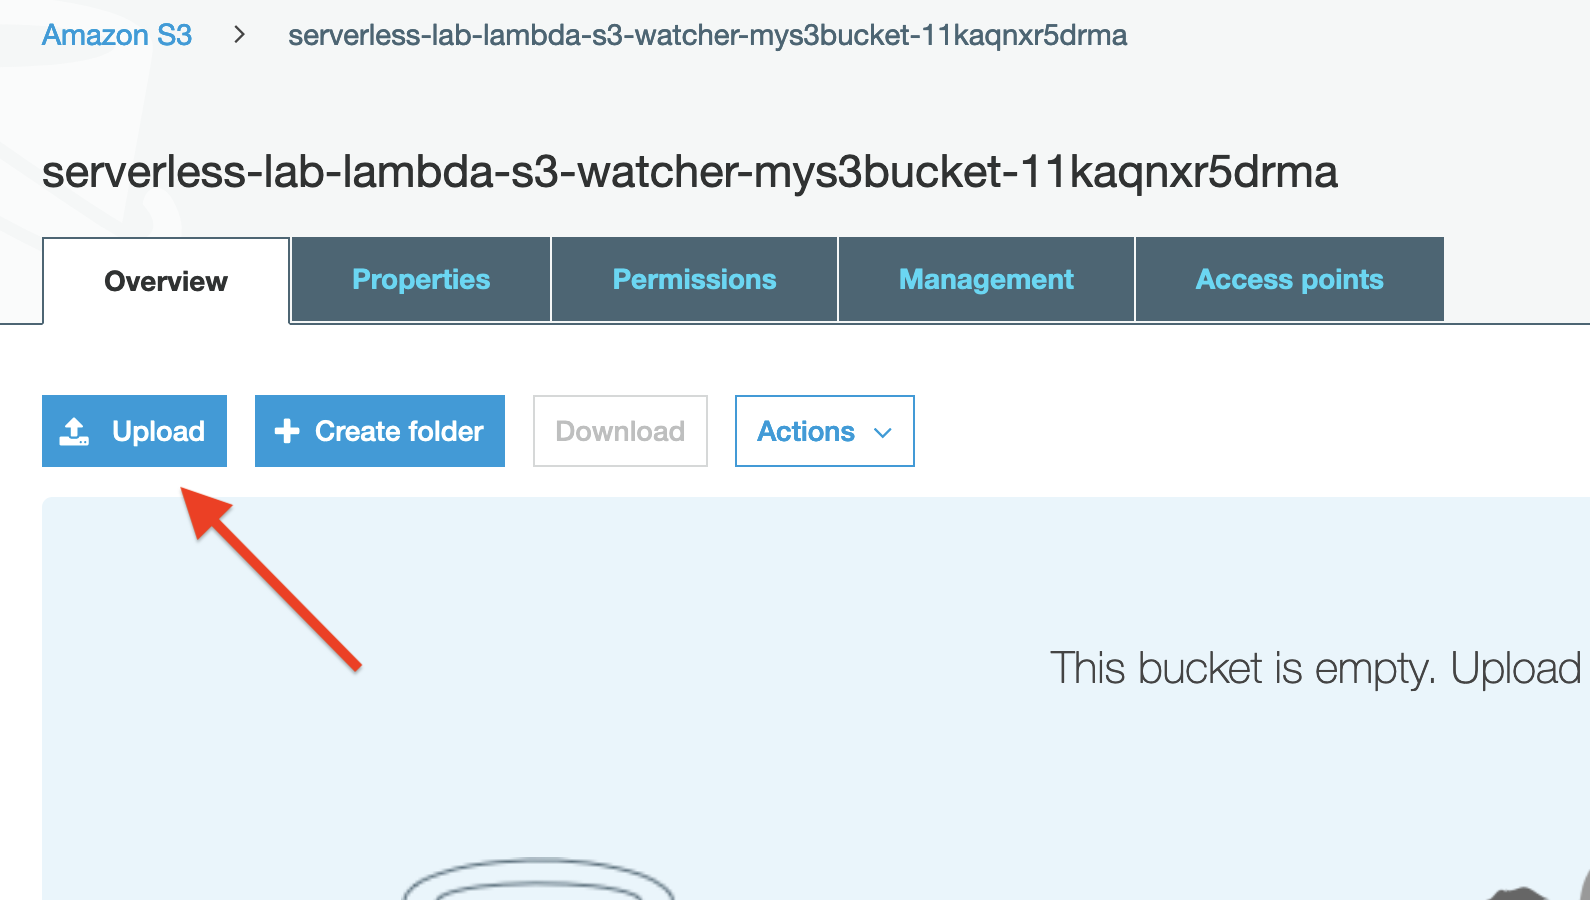 Amazon S3 > serverless-lab-lambda-s3-watcher-mys3bucket-11kaqnxr5drma
serverless-lab-lambda-s3-watcher-mys3bucket-11kaqnxr5drma
Overview Properties Permissions Management Access points
Upload Create folder Download Actions
This bucket is empty. Upload